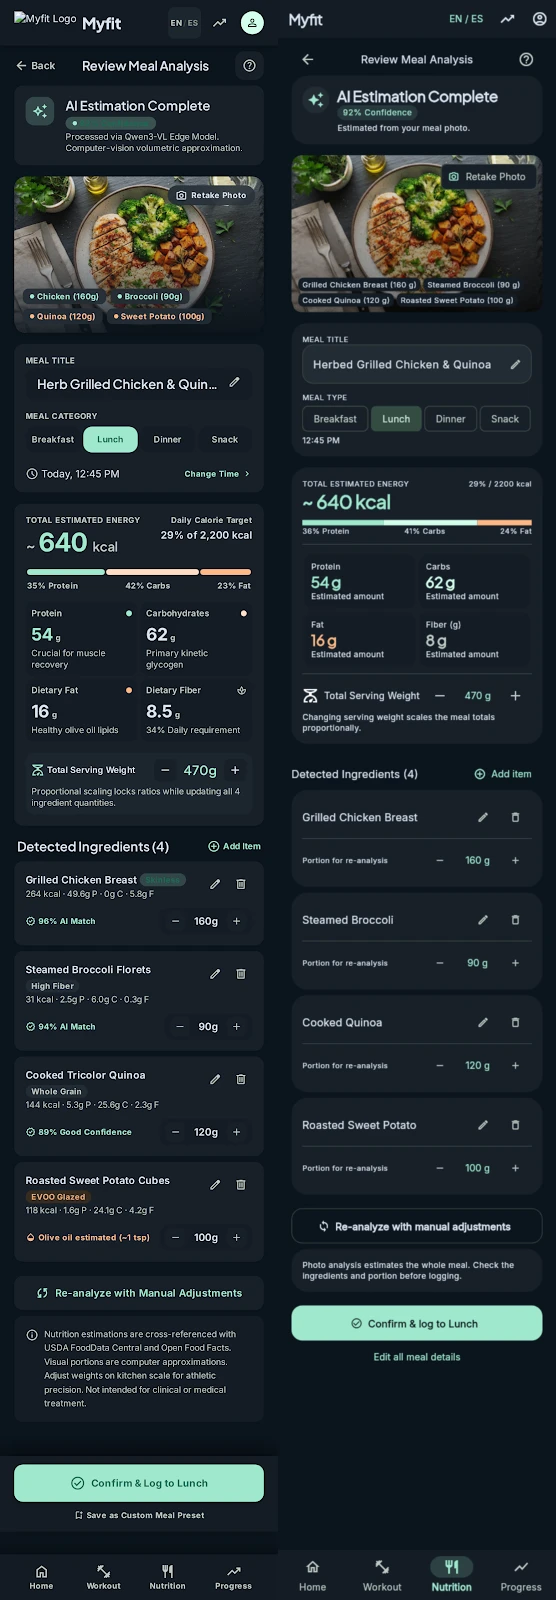 Myfit Logo
Myfit
EN / ES
Back
Review Meal Analysis
AI Estimation Complete
Processed via Qwen3-VL Edge Model.
Computer-vision volumetric approximation.
Retake Photo
Chicken (160g)
Broccoli (90g)
Quinoa (120g)
Sweet Potato (100g)
MEAL TITLE
Herb Grilled Chicken & Quin...
MEAL CATEGORY
Breakfast
Lunch
Dinner
Snack
Today, 12:45 PM
Change Time
TOTAL ESTIMATED ENERGY
Daily Calorie Target
~ 640 kcal
29% of 2,200 kcal
35% Protein
42% Carbs
23% Fat
Protein
54 g
Crucial for muscle
recovery
Carbohydrates
62 g
Primary kinetic
glycogen
Dietary Fat
16 g
Healthy olive oil lipids
Dietary Fiber
8.5 g
34% Daily requirement
Total Serving Weight
− 470g +
Proportional scaling locks ratios while updating all 4
ingredient quantities.
Detected Ingredients (4)
Add Item
Grilled Chicken Breast
Skinless
264 kcal · 49.6g P · 0g C · 5.8g F
96% AI Match
− 160g +
Steamed Broccoli Florets
High Fiber
31 kcal · 2.5g P · 6.0g C · 0.3g F
94% AI Match
− 90g +
Cooked Tricolor Quinoa
Whole Grain
144 kcal · 5.3g P · 25.6g C · 2.3g F
89% Good Confidence
− 120g +
Roasted Sweet Potato Cubes
EVOO Glazed
118 kcal · 1.6g P · 24.1g C · 4.2g F
Olive oil estimated (~1 tsp)
− 100g +
Re-analyze with Manual Adjustments
Nutrition estimations are cross-referenced with
USDA FoodData Central and Open Food Facts.
Visual portions are computer approximations.
Adjust weights on kitchen scale for athletic
precision. Not intended for clinical or medical
treatment.
Confirm & Log to Lunch
Save as Custom Meal Preset
Home
Workout
Nutrition
Progress
Myfit
EN / ES
Review Meal Analysis
AI Estimation Complete
92% Confidence
Estimated from your meal photo.
Retake Photo
Grilled Chicken Breast (160 g)
Steamed Broccoli (90 g)
Cooked Quinoa (120 g)
Roasted Sweet Potato (100 g)
MEAL TITLE
Herbed Grilled Chicken & Quinoa
MEAL TYPE
Breakfast
Lunch
Dinner
Snack
12:45 PM
TOTAL ESTIMATED ENERGY
29% / 2200 kcal
~ 640 kcal
36% Protein
41% Carbs
24% Fat
Protein
54 g
Estimated amount
Carbs
62 g
Estimated amount
Fat
16 g
Estimated amount
Fiber (g)
8 g
Estimated amount
Total Serving Weight
− 470 g +
Changing serving weight scales the meal totals
proportionally.
Detected Ingredients (4)
Add item
Grilled Chicken Breast
Portion for re-analysis
− 160 g +
Steamed Broccoli
Portion for re-analysis
− 90 g +
Cooked Quinoa
Portion for re-analysis
− 120 g +
Roasted Sweet Potato
Portion for re-analysis
− 100 g +
Re-analyze with manual adjustments
Photo analysis estimates the whole meal. Check the
ingredients and portion before logging.
Confirm & log to Lunch
Edit all meal details
Home
Workout
Nutrition
Progress